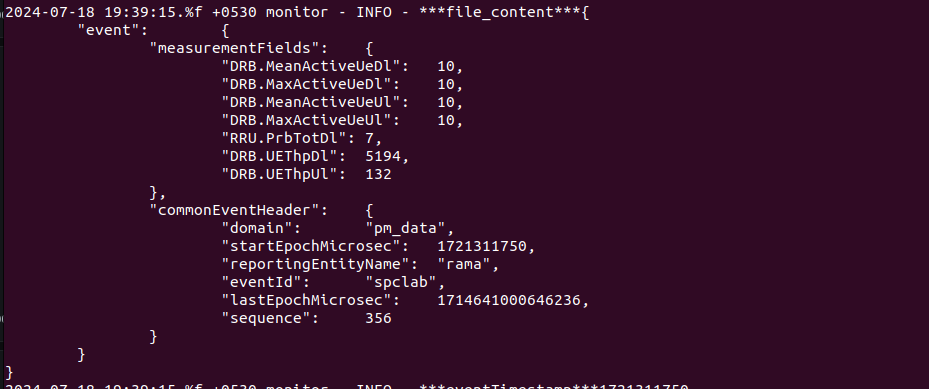 2024-07-18 19:39:15.%f +0530 monitor - INFO - ***file_content***{
"event": {
"measurementFields": {
"DRB.MeanActiveUeDl": 10,
"DRB.MaxActiveUeDl": 10,
"DRB.MeanActiveUeUl": 10,
"DRB.MaxActiveUeUl": 10,
"RRU.PrbTotDl": 7,
"DRB.UEThpDl": 5194,
"DRB.UEThpUl": 132
},
"commonEventHeader": {
"domain": "pm_data",
"startEpochMicrosec": 1721311750,
"reportingEntityName": "rama",
"eventId": "spclab",
"lastEpochMicrosec": 1714641000646236,
"sequence": 356
}
}
}
2024-07-18 19:39:15.%f +0530 monitor - INFO - ***eventTimestamp***1721311750